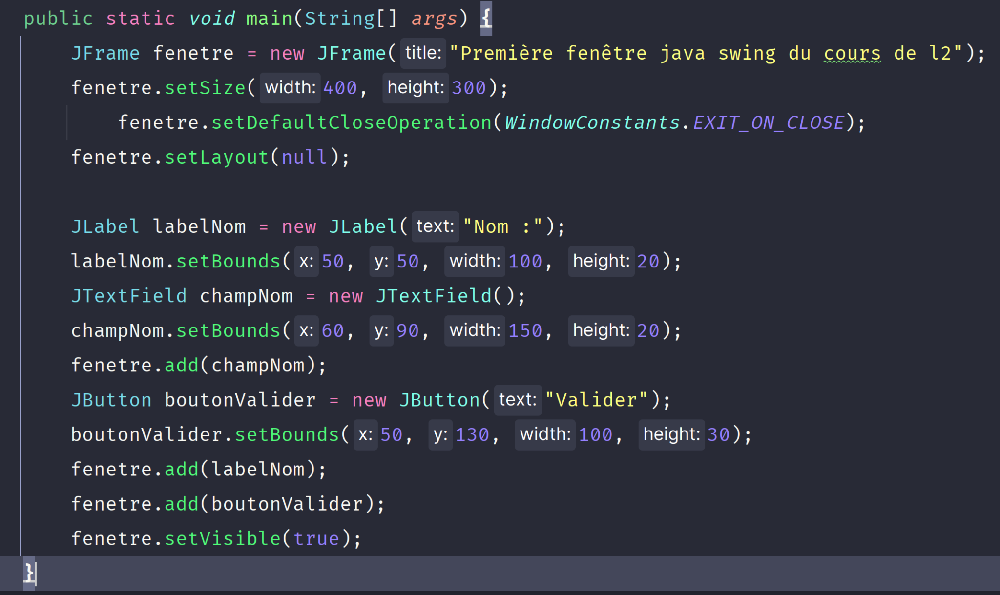 public static void main(String[] args) {
JFrame fenetre = new JFrame( title: "Première fenêtre java swing du cours de l2");
fenetre.setSize( width: 400, height: 300);
fenetre.setDefaultCloseOperation(WindowConstants.EXIT_ON_CLOSE);
fenetre.setLayout(null);
JLabel labelNom = new JLabel( text: "Nom :");
labelNom.setBounds( x: 50, y: 50, width: 100, height: 20);
JTextField champNom = new JTextField();
champNom.setBounds( x: 60, y: 90, width: 150, height: 20);
fenetre.add(champNom);
JButton boutonValider = new JButton( text: "Valider");
boutonValider.setBounds( x: 50, y: 130, width: 100, height: 30);
fenetre.add(labelNom);
fenetre.add(boutonValider);
fenetre.setVisible(true);
}